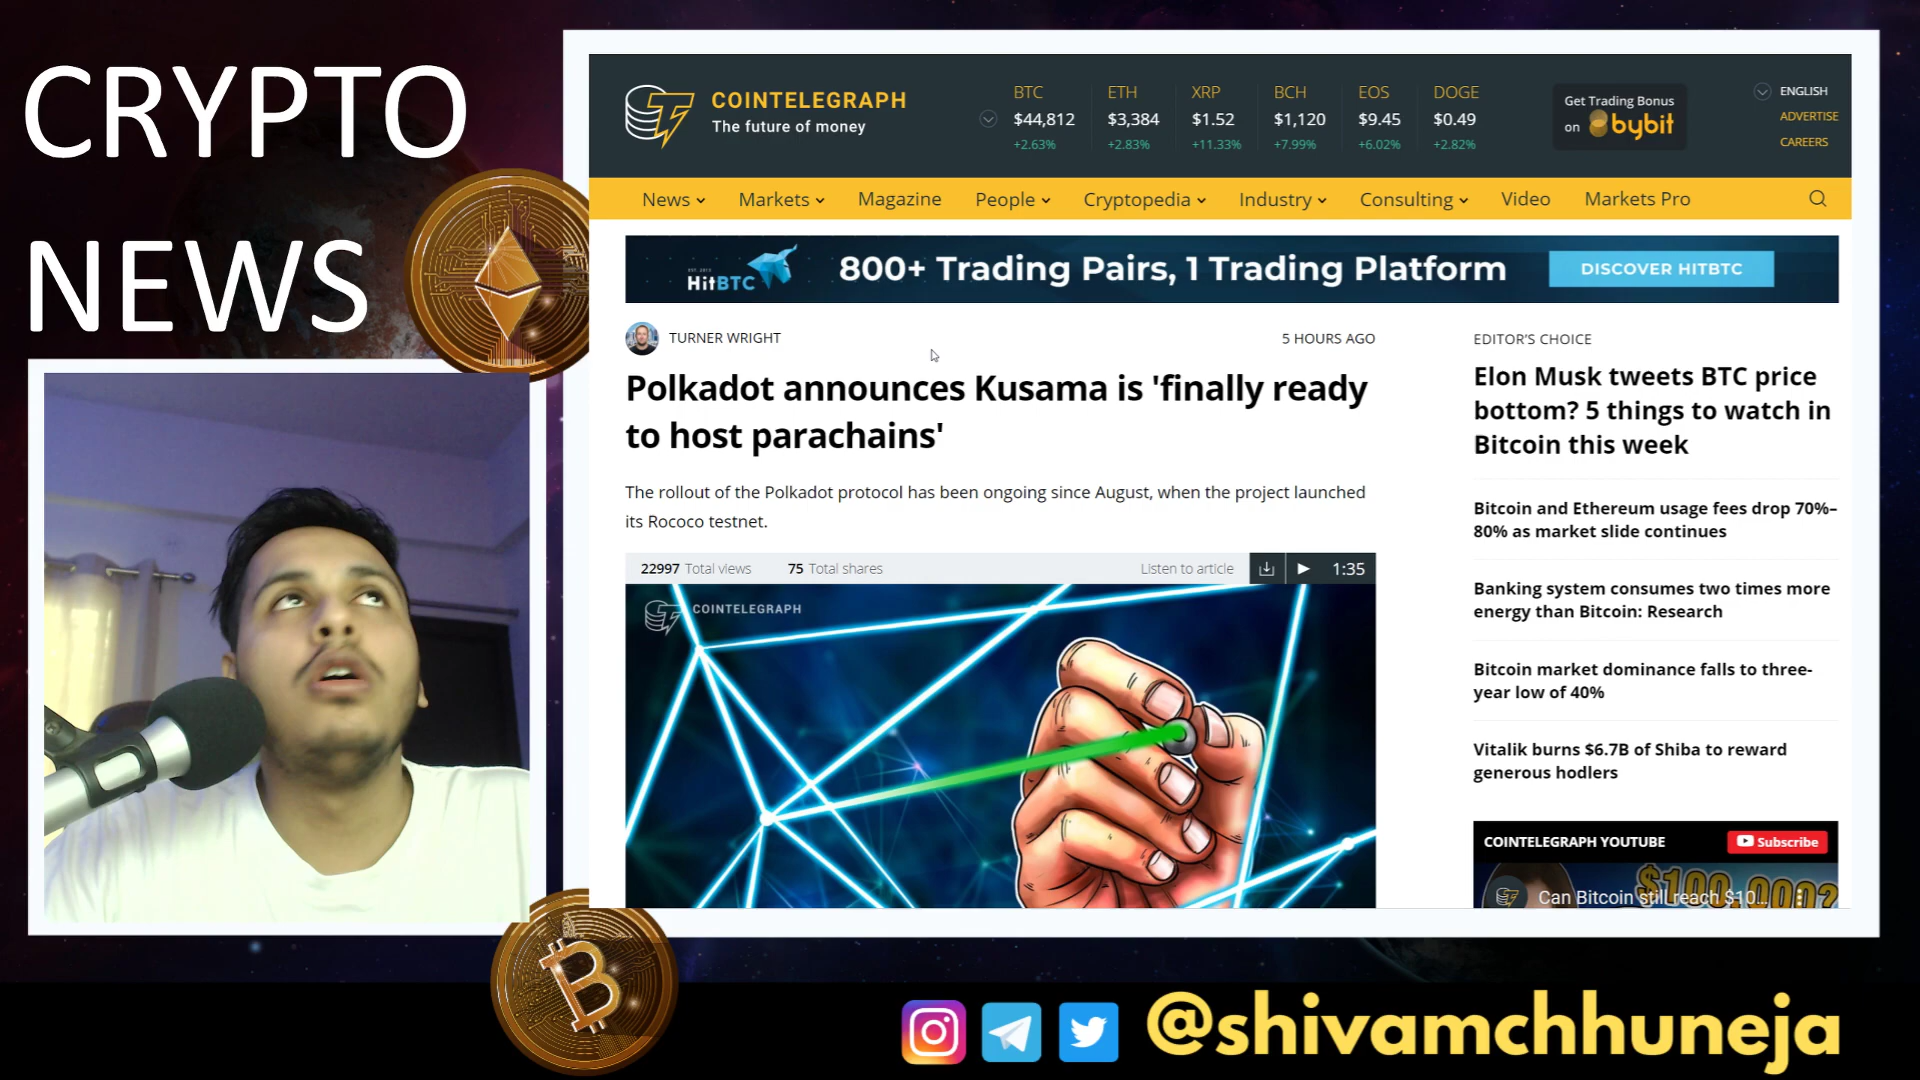 CRYPTO
NEWS
COINTELEGRAPH
The future of money
BTC
$44,812
+2.63%
ETH
$3,384
+2.83%
XRP
$1.52
+11.33%
BCH
$1,120
+7.99%
EOS
$9.45
+6.02%
DOGE
$0.49
+2.82%
Get Trading Bonus
on bybit
ENGLISH
ADVERTISE
CAREERS
News Markets Magazine People Cryptopedia Industry Consulting Video Markets Pro
HitBTC
800+ Trading Pairs, 1 Trading Platform
DISCOVER HITBTC
TURNER WRIGHT
5 HOURS AGO
Polkadot announces Kusama is 'finally ready
to host parachains'
The rollout of the Polkadot protocol has been ongoing since August, when the project launched
its Rococo testnet.
22997 Total views 75 Total shares Listen to article 1:35
COINTELEGRAPH
EDITOR'S CHOICE
Elon Musk tweets BTC price
bottom? 5 things to watch in
Bitcoin this week
Bitcoin and Ethereum usage fees drop 70%–
80% as market slide continues
Banking system consumes two times more
energy than Bitcoin: Research
Bitcoin market dominance falls to three-
year low of 40%
Vitalik burns $6.7B of Shiba to reward
generous hodlers
COINTELEGRAPH YOUTUBE
Subscribe
Can Bitcoin still reach $10...
$100,000?
@shivamchhuneja